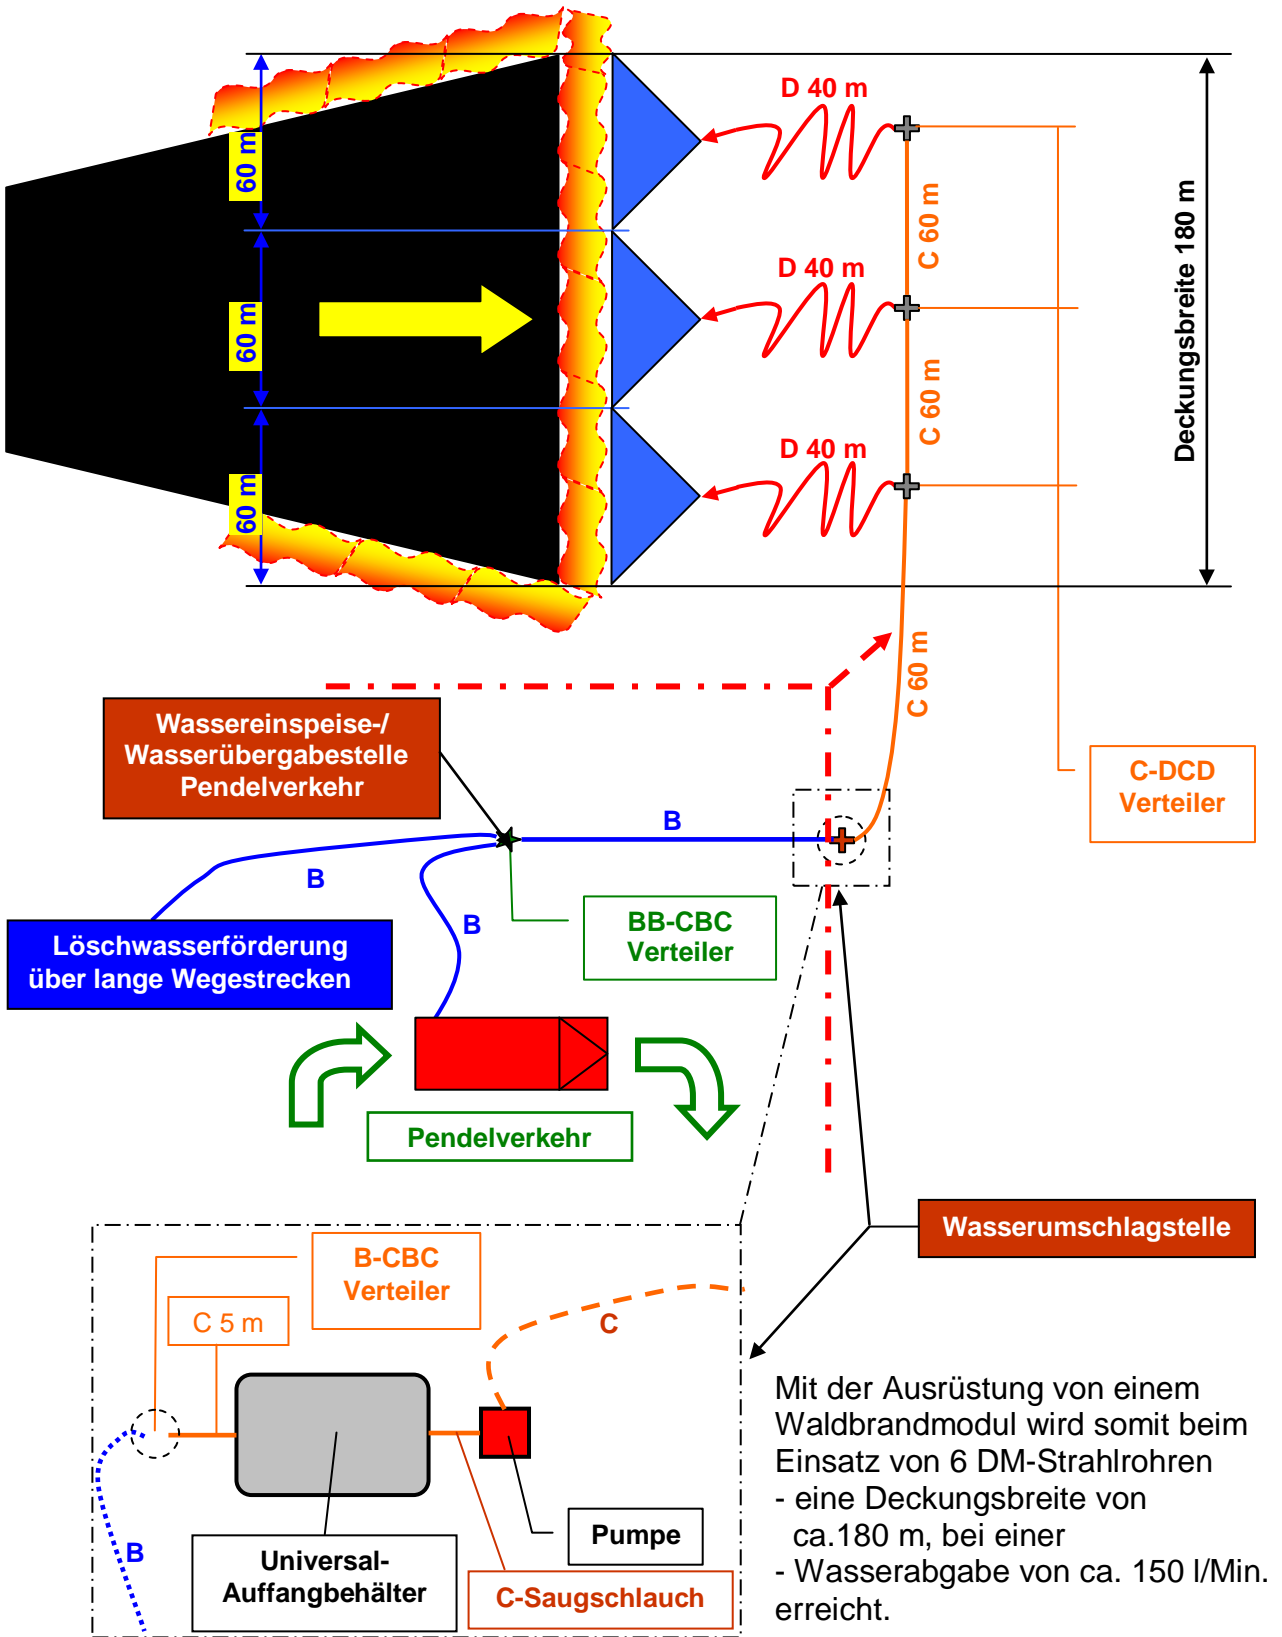 D 40 m
60 m
C 60 m
Deckungsbreite 180 m
D 40 m
60 m
C 60 m
D 40 m
60 m
C 60 m
Wassereinspeise-/
Wasserübergabestelle
Pendelverkehr
C-DCD
Verteiler
B
B
B
BB-CBC
Verteiler
Löschwasserförderung
über lange Wegestrecken
Pendelverkehr
Wasserumschlagstelle
B-CBC
Verteiler
C 5 m
C
B
Universal-
Auffangbehälter
Pumpe
C-Saugschlauch
Mit der Ausrüstung von einem
Waldbrandmodul wird somit beim
Einsatz von 6 DM-Strahlrohren
- eine Deckungsbreite von
ca.180 m, bei einer
- Wasserabgabe von ca. 150 l/Min.
erreicht.